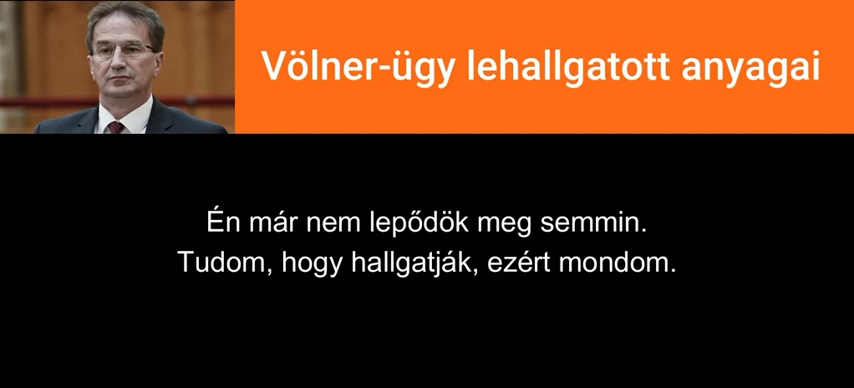 Völner-ügy lehallgatott anyagai
Én már nem lepődök meg semmin.
Tudom, hogy hallgatják, ezért mondom.